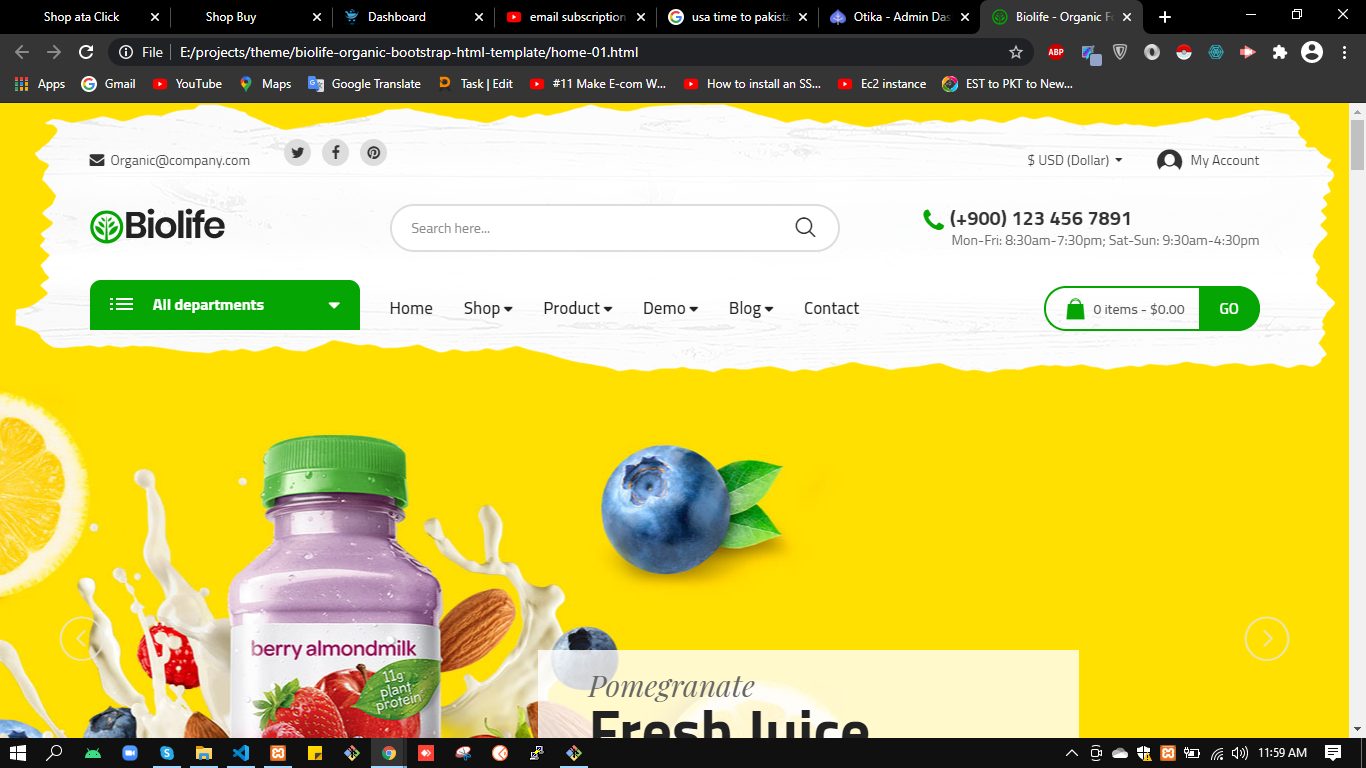 Shop ata Click
Shop Buy
Dashboard
email subscription
usa time to pakist
Otika - Admin Das
Biolife - Organic Fo
File
E:/projects/theme/biolife-organic-bootstrap-html-template/home-01.html
ABP
Apps
Gmail
YouTube
Maps
Google Translate
Task | Edit
#11 Make E-com W...
How to install an SS...
Ec2 instance
EST to PKT to New...
Organic@company.com
$ USD (Dollar)
My Account
Biolife
Search here...
(+900) 123 456 7891
Mon-Fri: 8:30am-7:30pm; Sat-Sun: 9:30am-4:30pm
All departments
Home
Shop
Product
Demo
Blog
Contact
0 items - $0.00
GO
berry almondmilk
11g
plant
protein
Pomegranate
Fresh Juice
11:59 AM